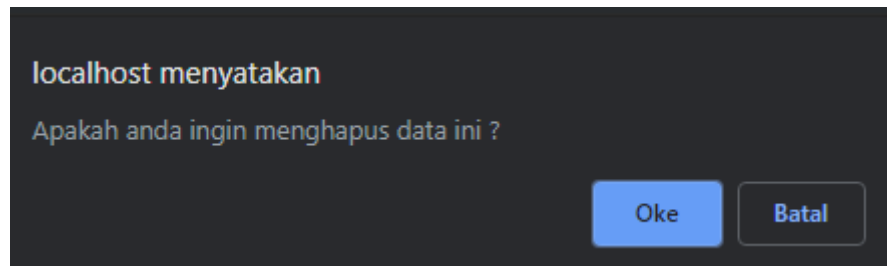 localhost menyatakan
Apakah anda ingin menghapus data ini ?
Oke Batal